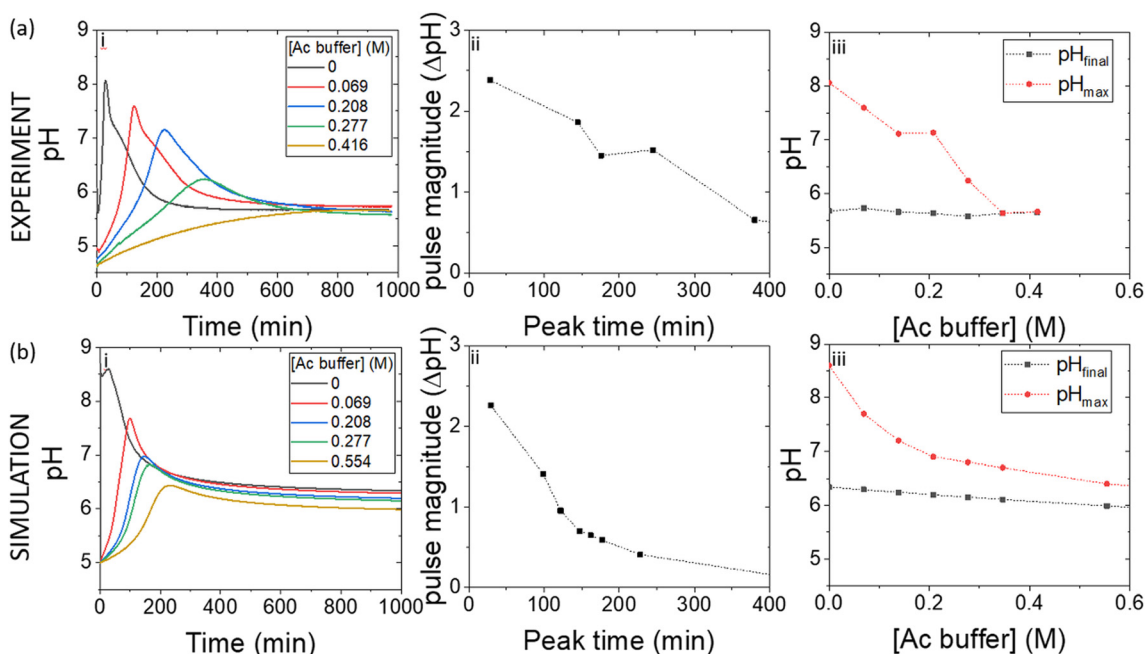 (a)
EXPERIMENT
i
pH
9
8
7
6
5
[Ac buffer] (M)
0
0.069
0.208
0.277
0.416
0 200 400 600 800 1000
Time (min)
ii
pulse magnitude (ΔpH)
3
2
1
0
0 100 200 300 400
Peak time (min)
iii
pH
9
8
7
6
5
pHfinal
pHmax
0.0 0.2 0.4 0.6
[Ac buffer] (M)
(b)
SIMULATION
i
pH
9
8
7
6
5
[Ac buffer] (M)
0
0.069
0.208
0.277
0.554
0 200 400 600 800 1000
Time (min)
ii
pulse magnitude (ΔpH)
3
2
1
0
0 100 200 300 400
Peak time (min)
iii
pH
9
8
7
6
5
pHfinal
pHmax
0.0 0.2 0.4 0.6
[Ac buffer] (M)